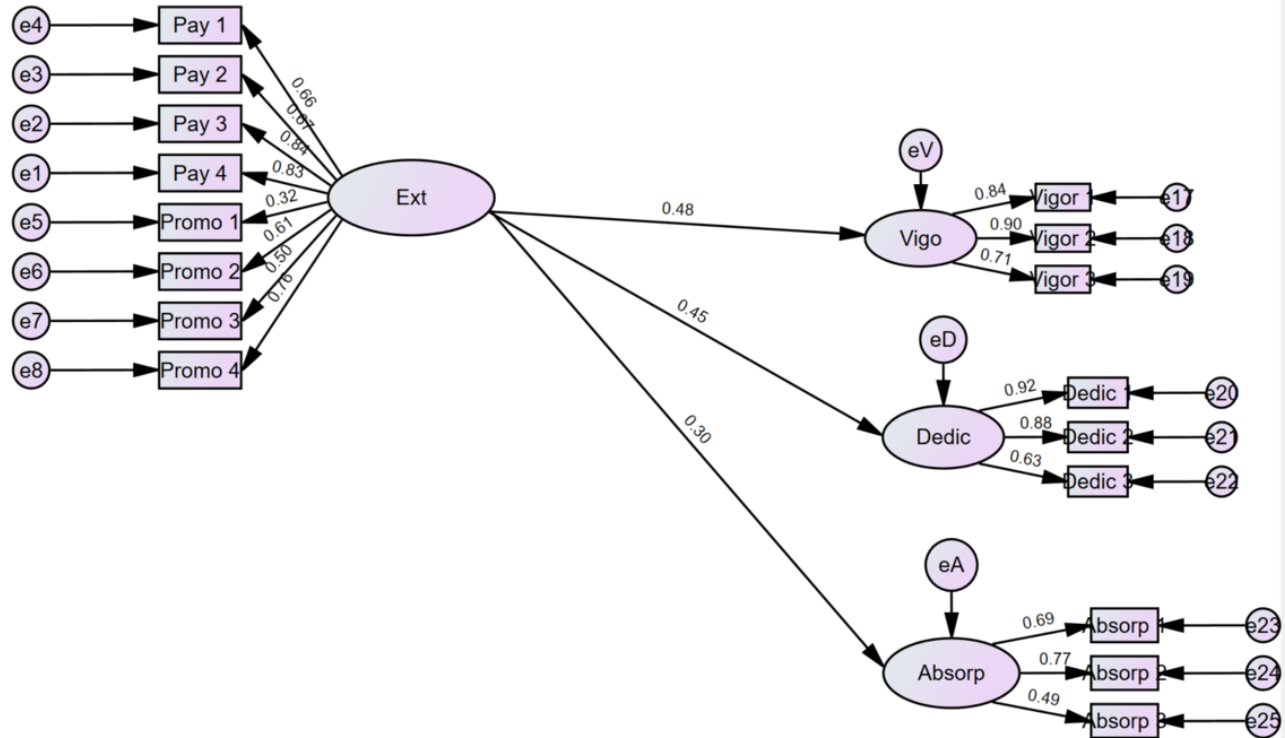 e4
Pay 1
e3
Pay 2
e2
Pay 3
e1
Pay 4
e5
Promo 1
e6
Promo 2
e7
Promo 3
e8
Promo 4
0.66
0.67
0.84
0.83
0.32
0.61
0.50
0.76
Ext
0.48
0.45
0.30
eV
Vigo
0.84
Vigor 1
e17
0.90
Vigor 2
e18
0.71
Vigor 3
e19
eD
Dedic
0.92
Dedic 1
e20
0.88
Dedic 2
e21
0.63
Dedic 3
e22
eA
Absorp
0.69
Absorp 1
e23
0.77
Absorp 2
e24
0.49
Absorp 3
e25